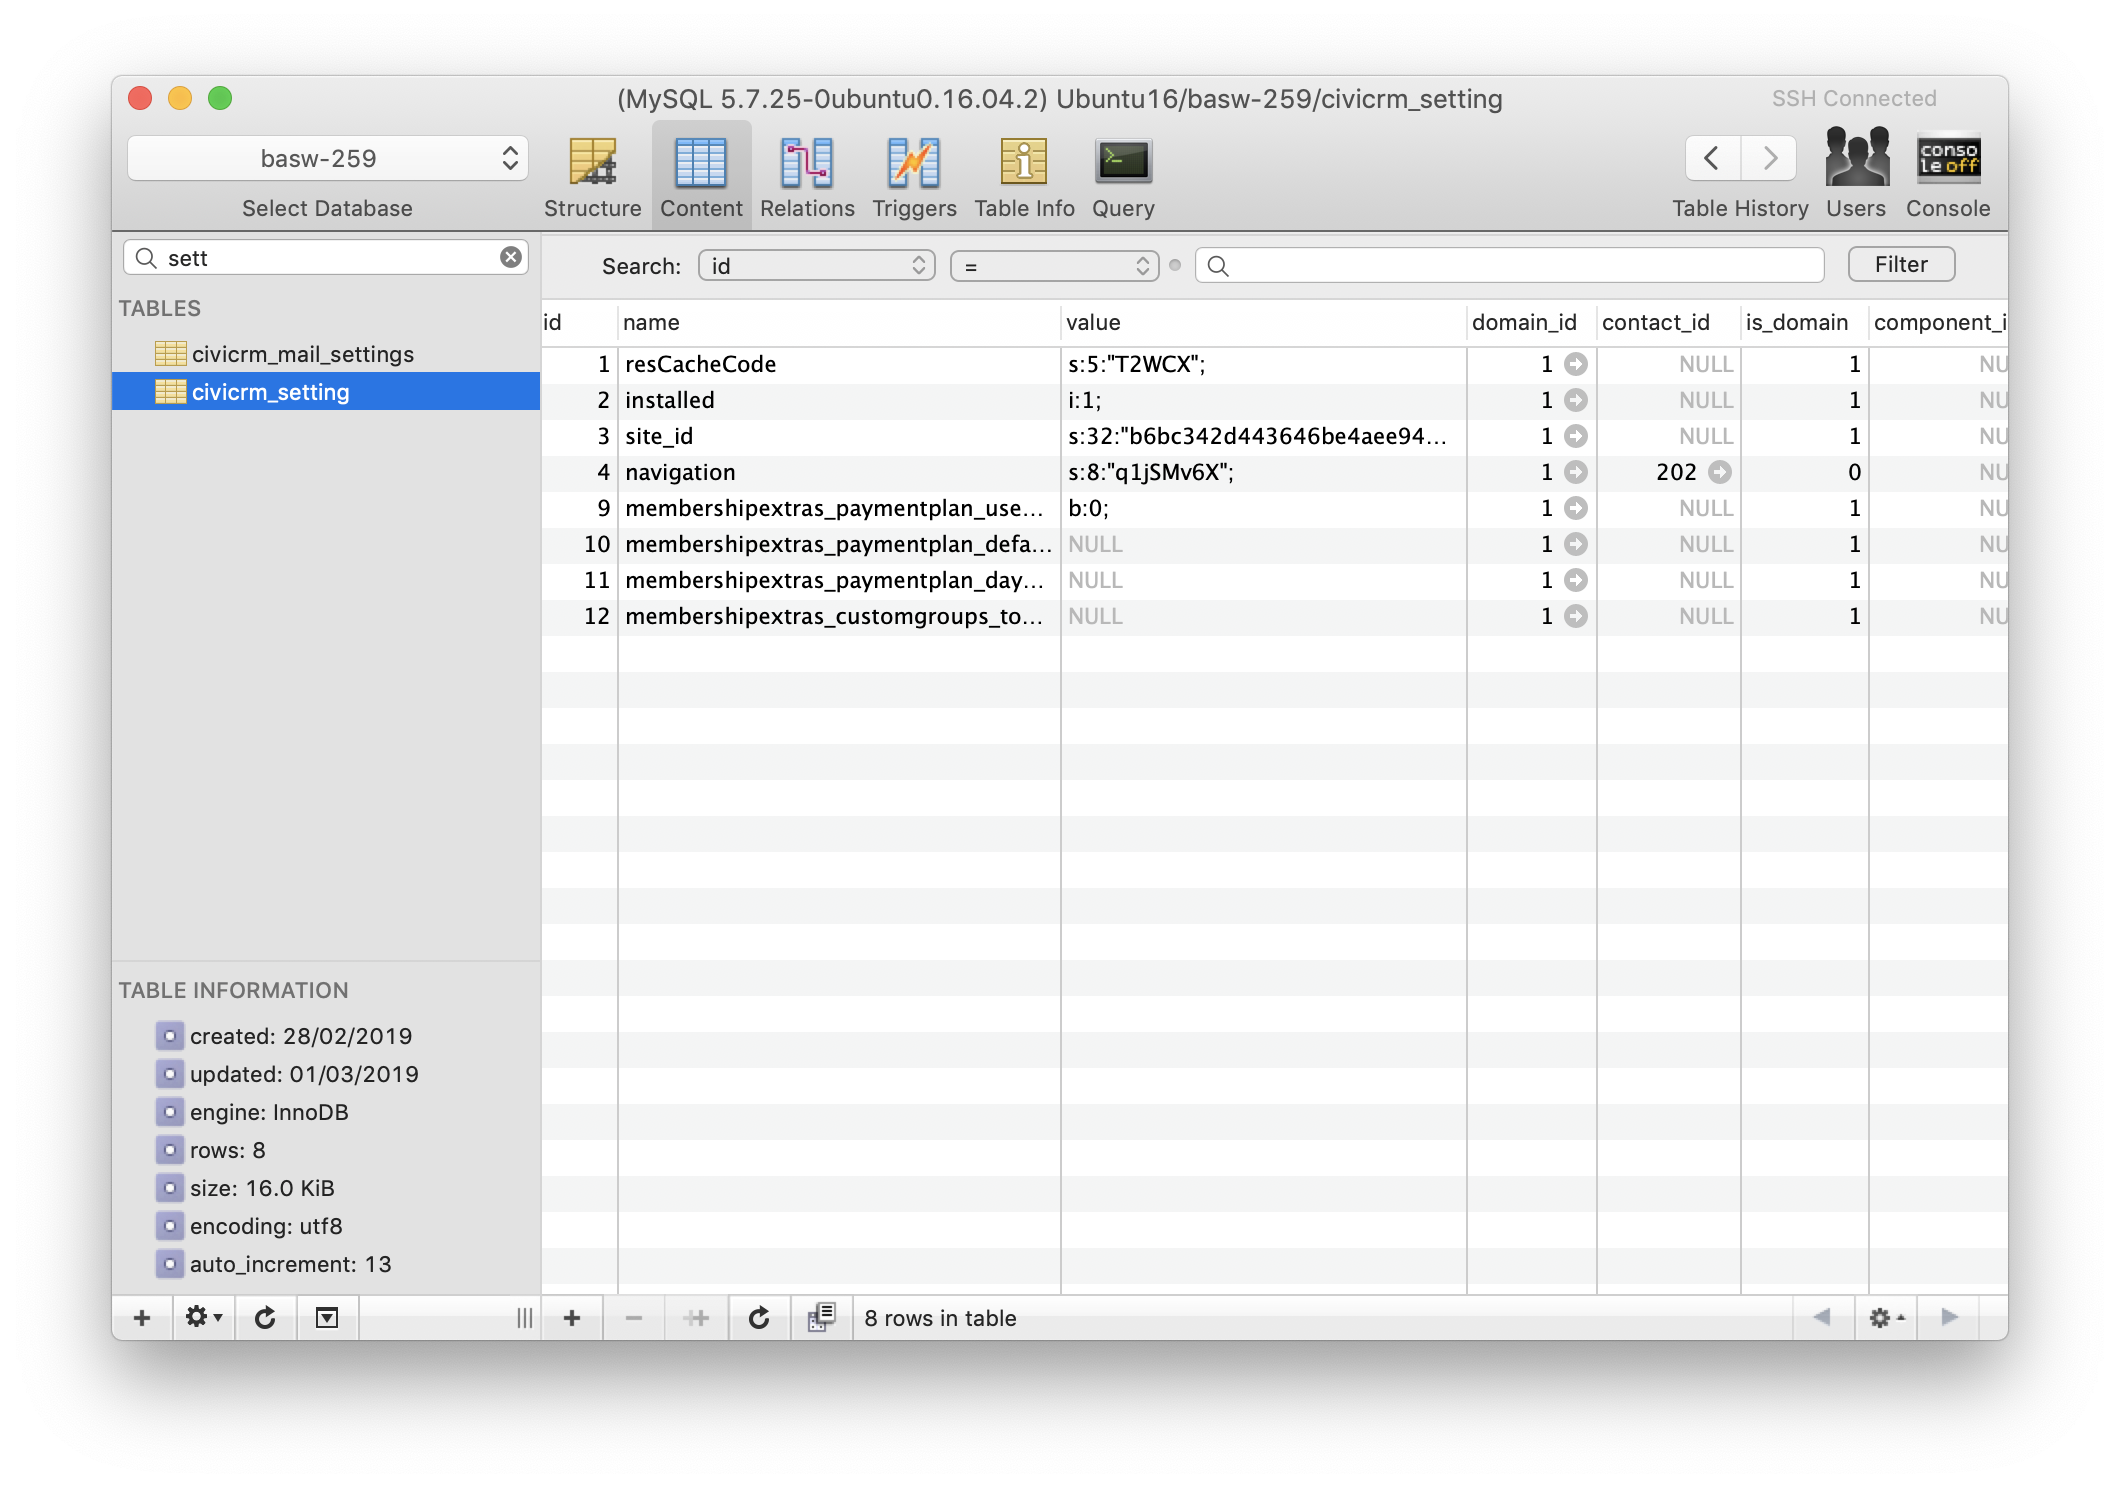 (MySQL 5.7.25-0ubuntu0.16.04.2) Ubuntu16/basw-259/civicrm_setting
SSH Connected
basw-259
conso
le off
Select Database
Structure
Content
Relations
Triggers
Table Info
Query
Table History
Users
Console
sett
Search: id = Filter
TABLES
civicrm_mail_settings
civicrm_setting
id name value domain_id contact_id is_domain component_i
1 resCacheCode s:5:"T2WCX"; 1 NULL 1 NU
2 installed i:1; 1 NULL 1 NU
3 site_id s:32:"b6bc342d443646be4aee94... 1 NULL 1 NU
4 navigation s:8:"q1jSMv6X"; 1 202 0 NU
9 membershipextras_paymentplan_use... b:0; 1 NULL 1 NU
10 membershipextras_paymentplan_defa... NULL 1 NULL 1 NU
11 membershipextras_paymentplan_day... NULL 1 NULL 1 NU
12 membershipextras_customgroups_to... NULL 1 NULL 1 NU
TABLE INFORMATION
created: 28/02/2019
updated: 01/03/2019
engine: InnoDB
rows: 8
size: 16.0 KiB
encoding: utf8
auto_increment: 13
8 rows in table